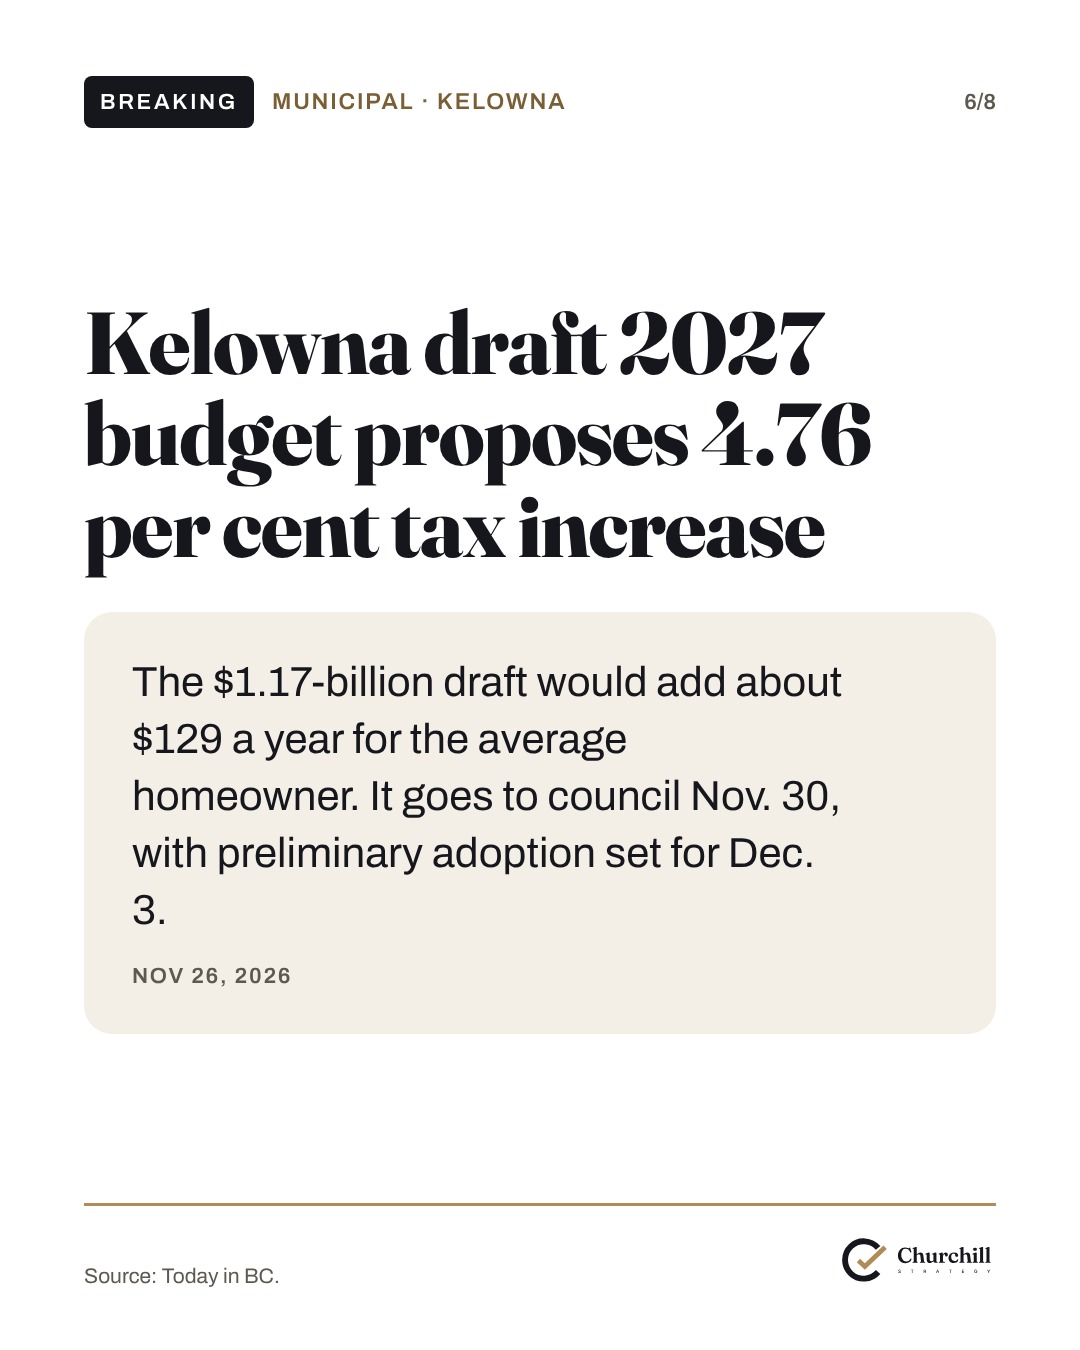 BREAKING MUNICIPAL · KELOWNA 6/8
Kelowna draft 2027
budget proposes 4.76
per cent tax increase
The $1.17-billion draft would add about
$129 a year for the average
homeowner. It goes to council Nov. 30,
with preliminary adoption set for Dec.
3.
NOV 26, 2026
Source: Today in BC.
Churchill
STRATEGY